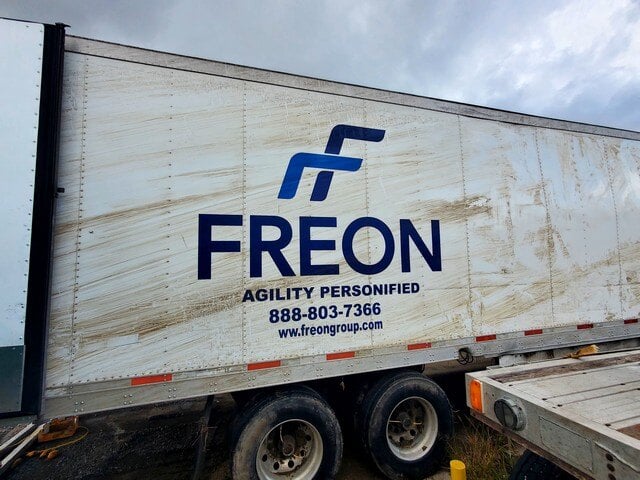 FREON
AGILITY PERSONIFIED
888-803-7366
www.freongroup.com